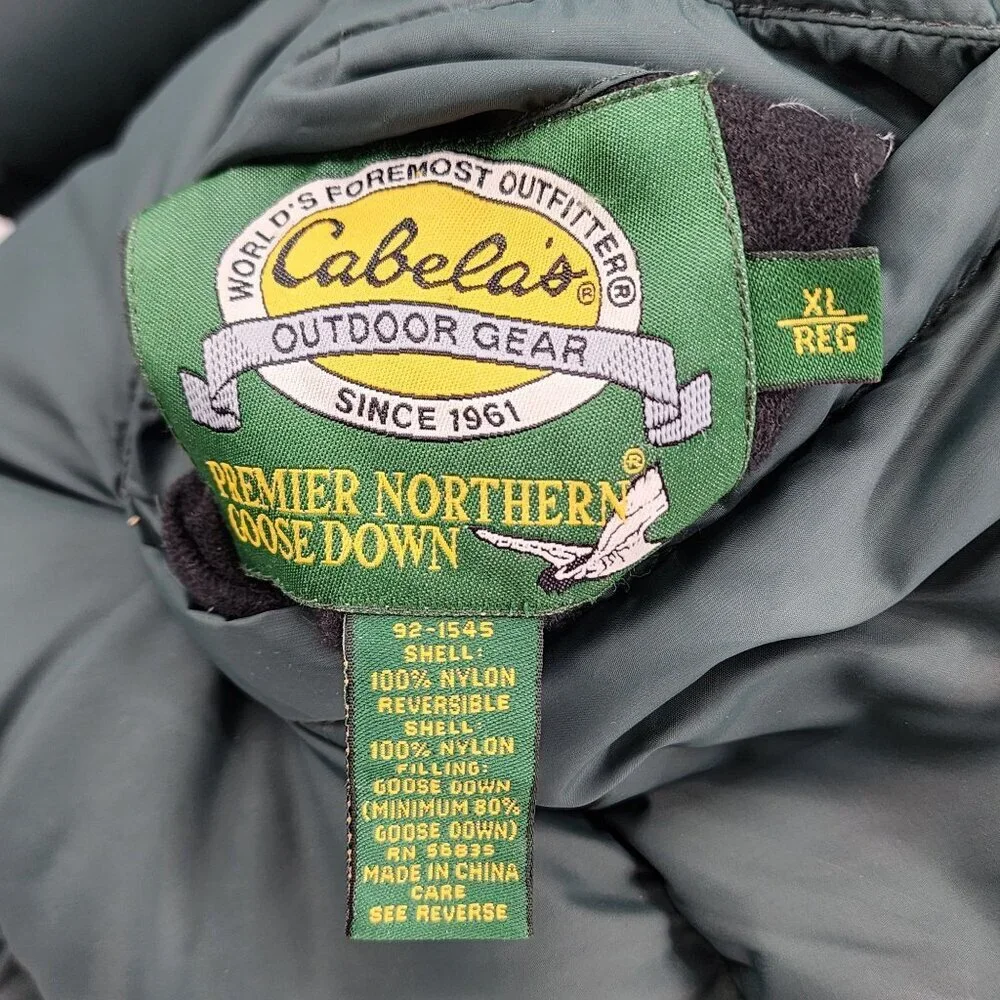 WORLD'S FOREMOST OUTFITTER®
Cabela's®
OUTDOOR GEAR
SINCE 1961
PREMIER NORTHERN®
GOOSE DOWN
XL
REG
92-1545
SHELL:
100% NYLON
REVERSIBLE
SHELL:
100% NYLON
FILLING:
GOOSE DOWN
(MINIMUM 80%
GOOSE DOWN)
RN 56835
MADE IN CHINA
CARE
SEE REVERSE